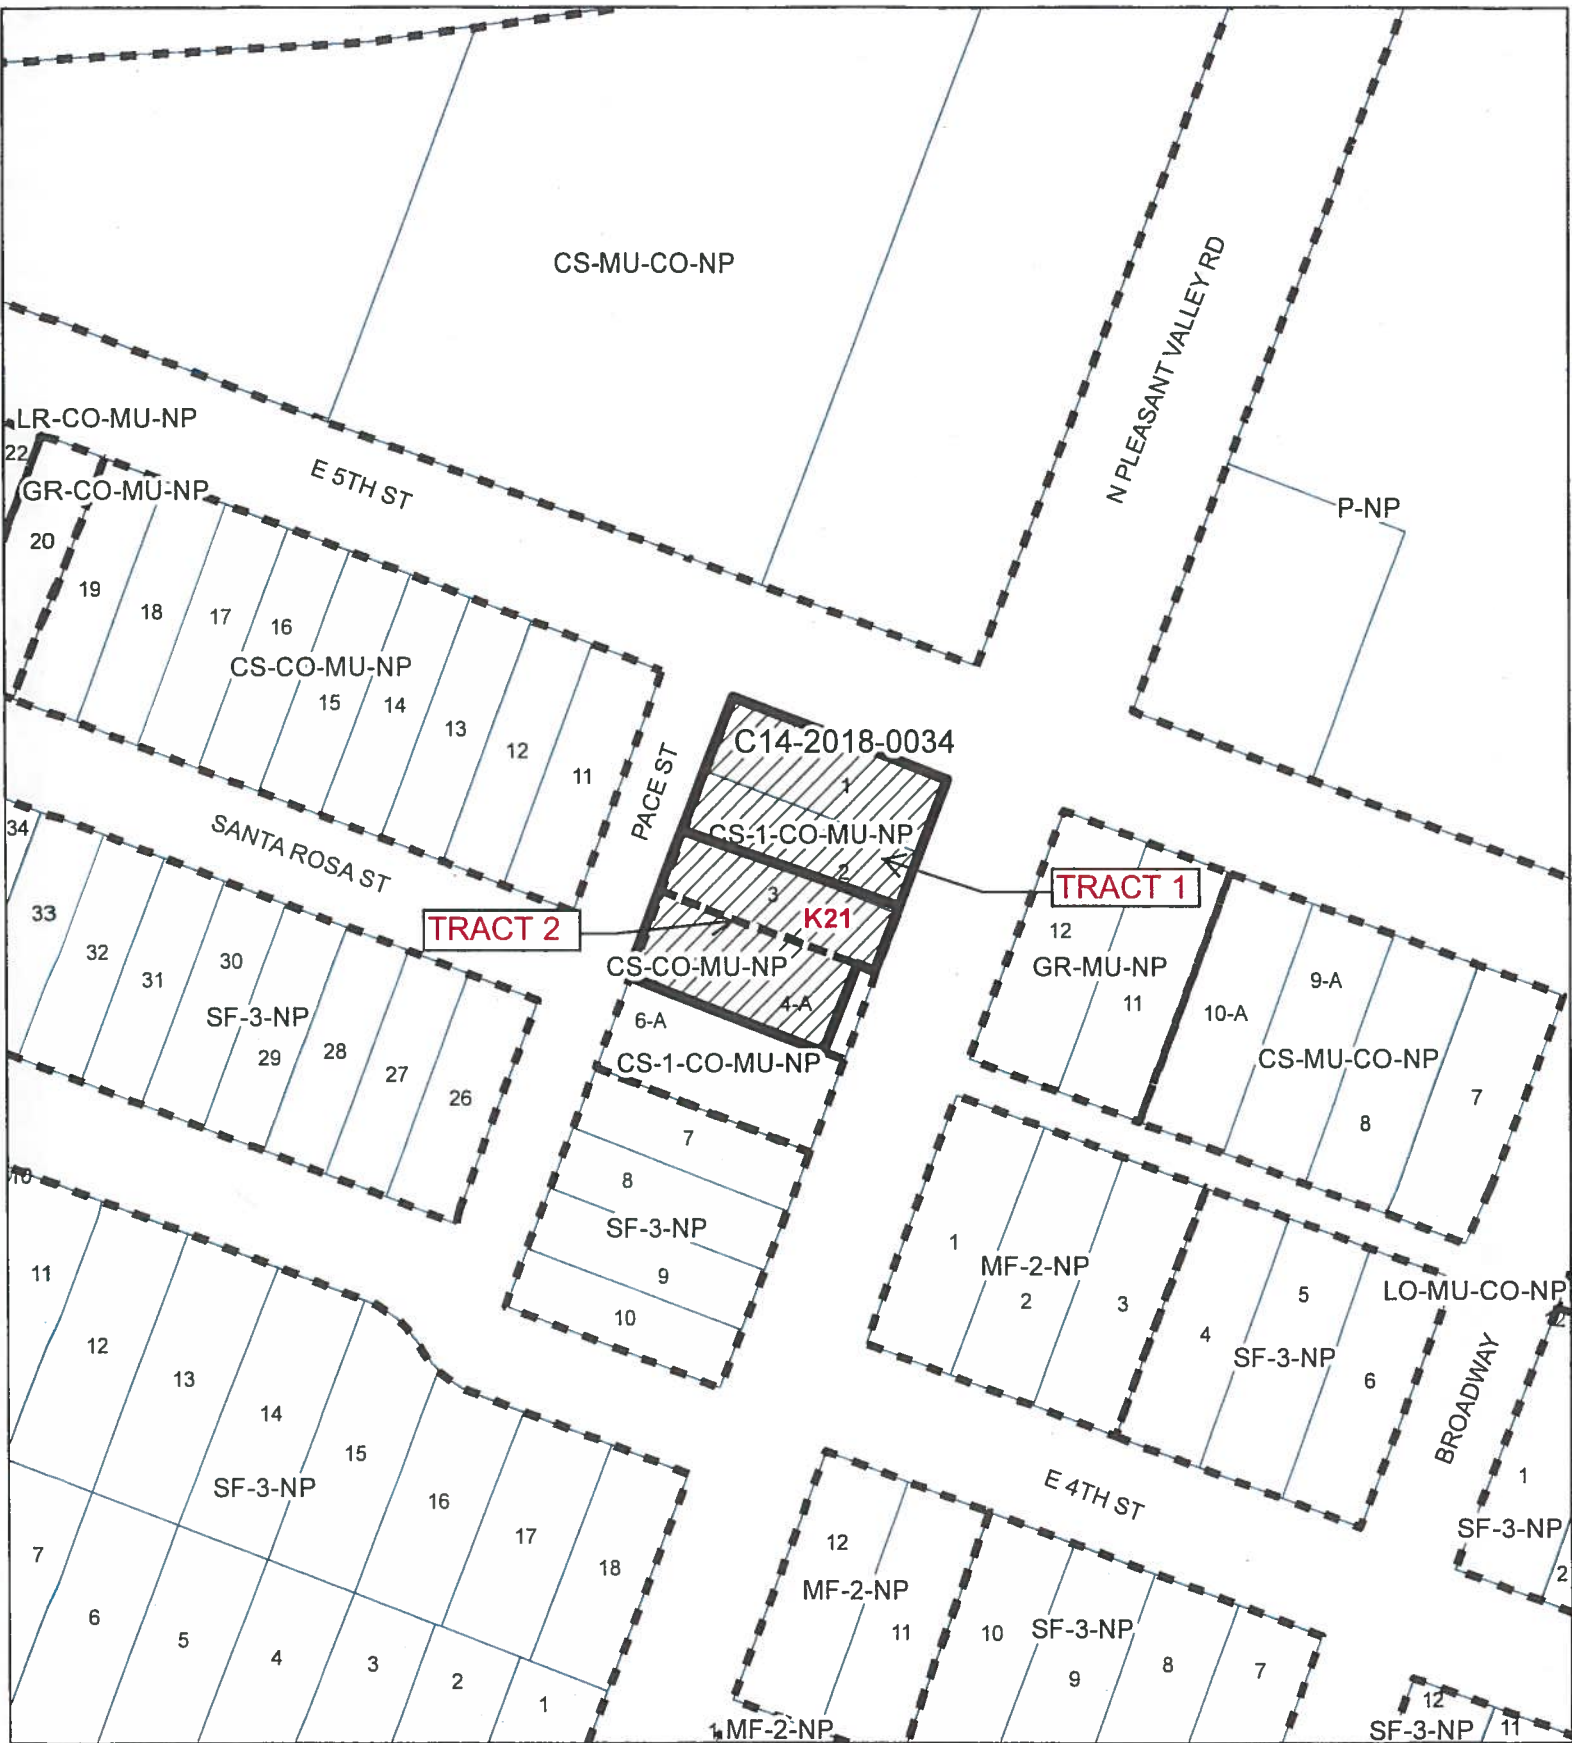 CS-MU-CO-NP
N PLEASANT VALLEY RD
LR-CO-MU-NP
22
E 5TH ST
GR-CO-MU-NP
P-NP
20
19
18
17
16
CS-CO-MU-NP
15
14
13
12
11
PACE ST
C14-2018-0034
1
CS-1-CO-MU-NP
2
TRACT 1
SANTA ROSA ST
34
33
32
31
30
SF-3-NP
29
28
27
26
TRACT 2
3
K21
CS-CO-MU-NP
4-A
6-A
CS-1-CO-MU-NP
12
GR-MU-NP
11
10-A
9-A
CS-MU-CO-NP
8
7
7
8
SF-3-NP
9
10
10
11
12
13
14
15
SF-3-NP
16
17
18
7
6
5
4
3
2
1
1
MF-2-NP
2
3
4
5
SF-3-NP
6
LO-MU-CO-NP
BROADWAY
1
SF-3-NP
2
E 4TH ST
12
MF-2-NP
11
10
SF-3-NP
9
8
7
MF-2-NP
12
SF-3-NP
11